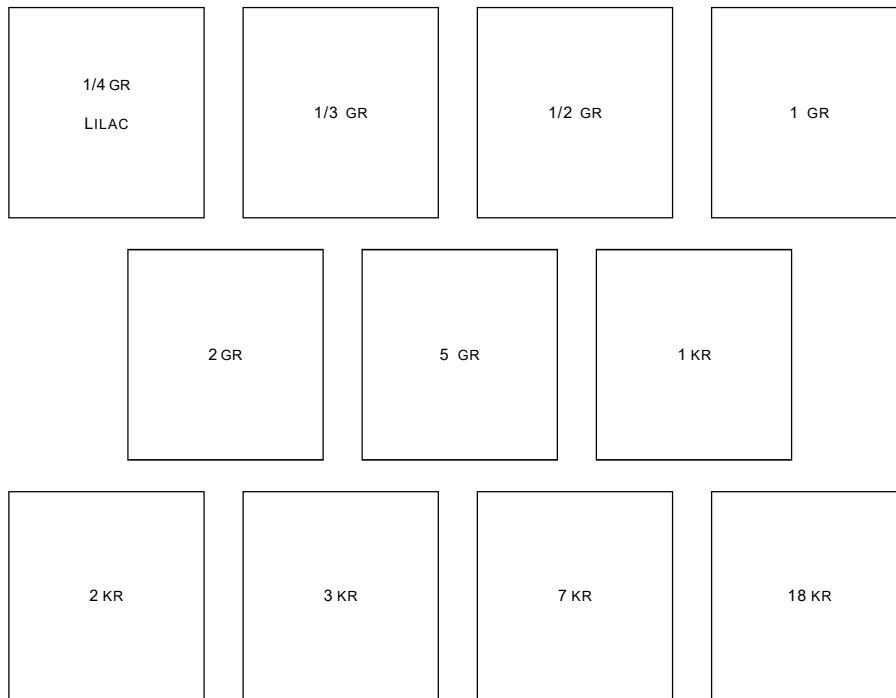 1/4 GR
LILAC
1/3 GR
1/2 GR
1 GR
2 GR
5 GR
1 KR
2 KR
3 KR
7 KR
18 KR